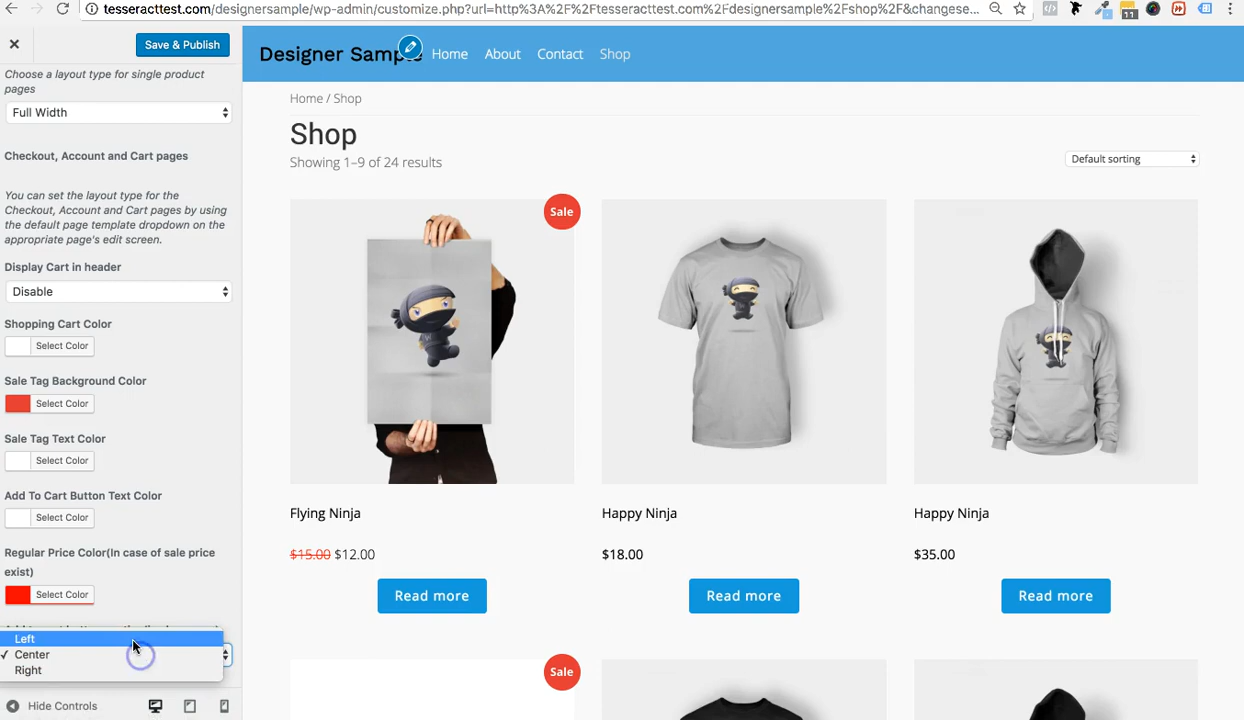 tesseracttest.com/designersample/wp-admin/customize.php?url=http%3A%2F%2Ftesseracttest.com%2Fdesignersample%2Fshop%2F&changese...
11
Save & Publish
Choose a layout type for single product
pages
Full Width
Checkout, Account and Cart pages
You can set the layout type for the
Checkout, Account and Cart pages by using
the default page template dropdown on the
appropriate page's edit screen.
Display Cart in header
Disable
Shopping Cart Color
Select Color
Sale Tag Background Color
Select Color
Sale Tag Text Color
Select Color
Add To Cart Button Text Color
Select Color
Regular Price Color(In case of sale price
exist)
Select Color
Left
Center
Right
Hide Controls
Designer Sample
Home About Contact Shop
Home / Shop
Shop
Showing 1–9 of 24 results
Default sorting
Sale
Flying Ninja
$15.00 $12.00
Read more
Happy Ninja
$18.00
Read more
Happy Ninja
$35.00
Read more
Sale